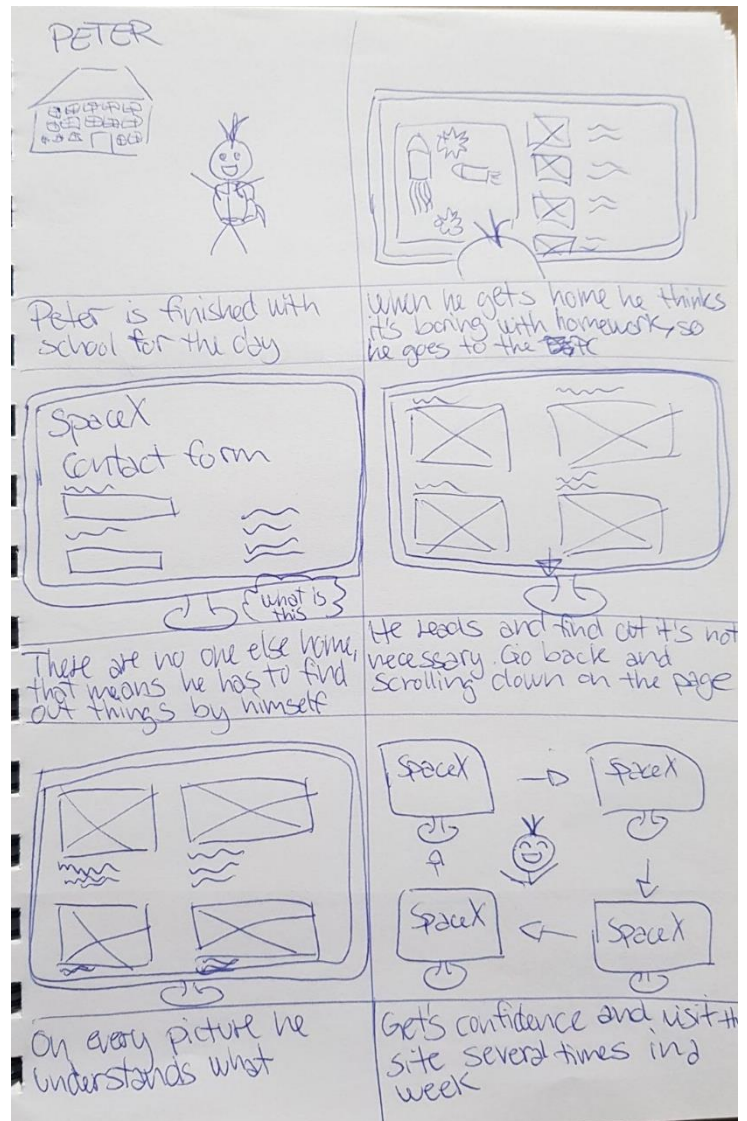 PETER
Peter is finished with
school for the day
When he gets home he thinks
it's boring with homework, so
he goes to the PC
SpaceX
contact form
what is
this
There are no one else home,
that means he has to find
out things by himself
He reads and find out it's not
necessary. Go back and
scrolling down on the page
On every picture he
understands what
SpaceX
SpaceX
SpaceX
SpaceX
Get's confidence and visit the
site several times in a
week